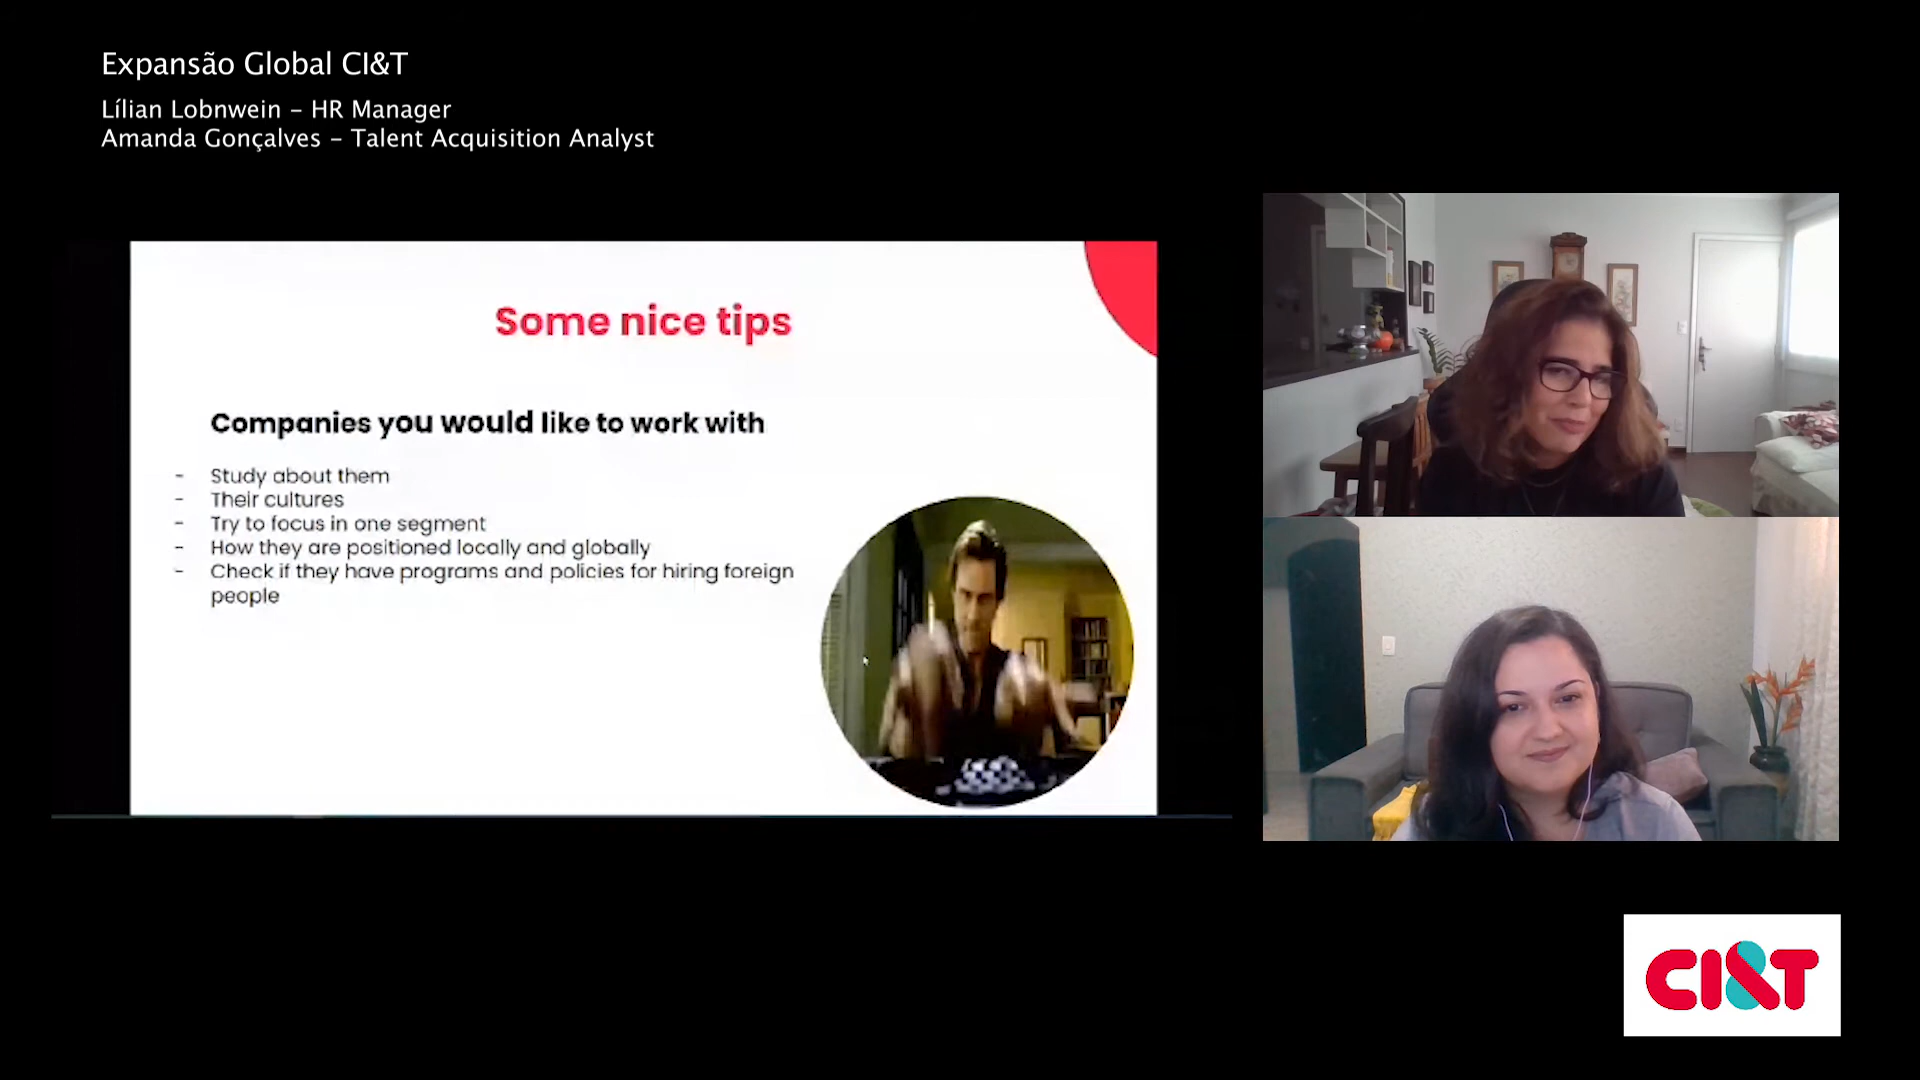 Expansão Global CI&T
Lílian Lobnwein – HR Manager
Amanda Gonçalves – Talent Acquisition Analyst
Some nice tips
Companies you would like to work with
- Study about them
- Their cultures
- Try to focus in one segment
- How they are positioned locally and globally
- Check if they have programs and policies for hiring foreign
people
CI&T